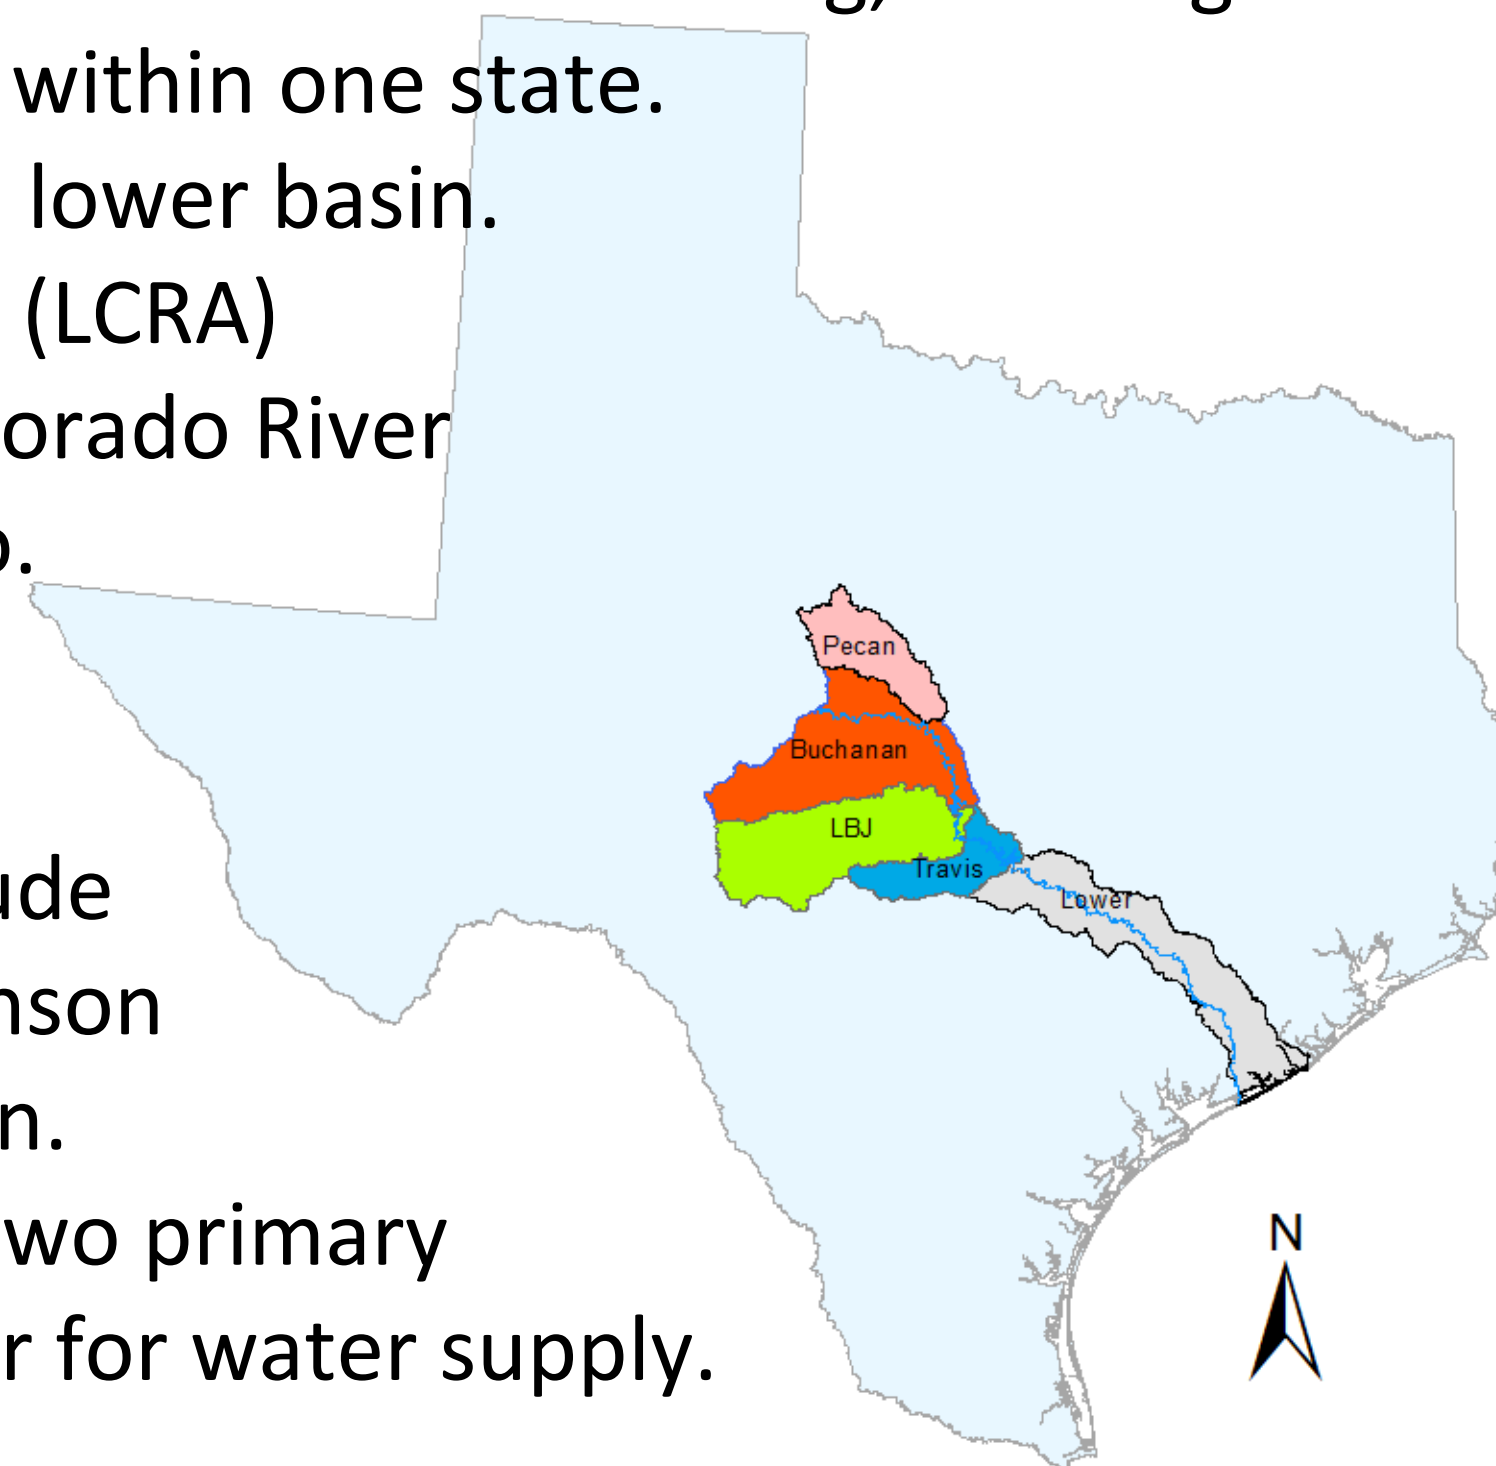 within one state.
lower basin.
(LCRA)
orado River
o.
Pecan
Buchanan
LBJ
Travis
Lower
ude
nson
n.
wo primary
r for water supply.
N